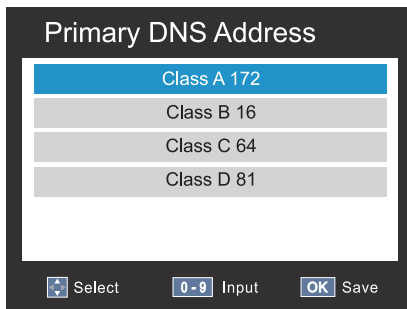 Primary DNS Address
Class A 172
Class B 16
Class C 64
Class D 81
Select 0-9 Input OK Save